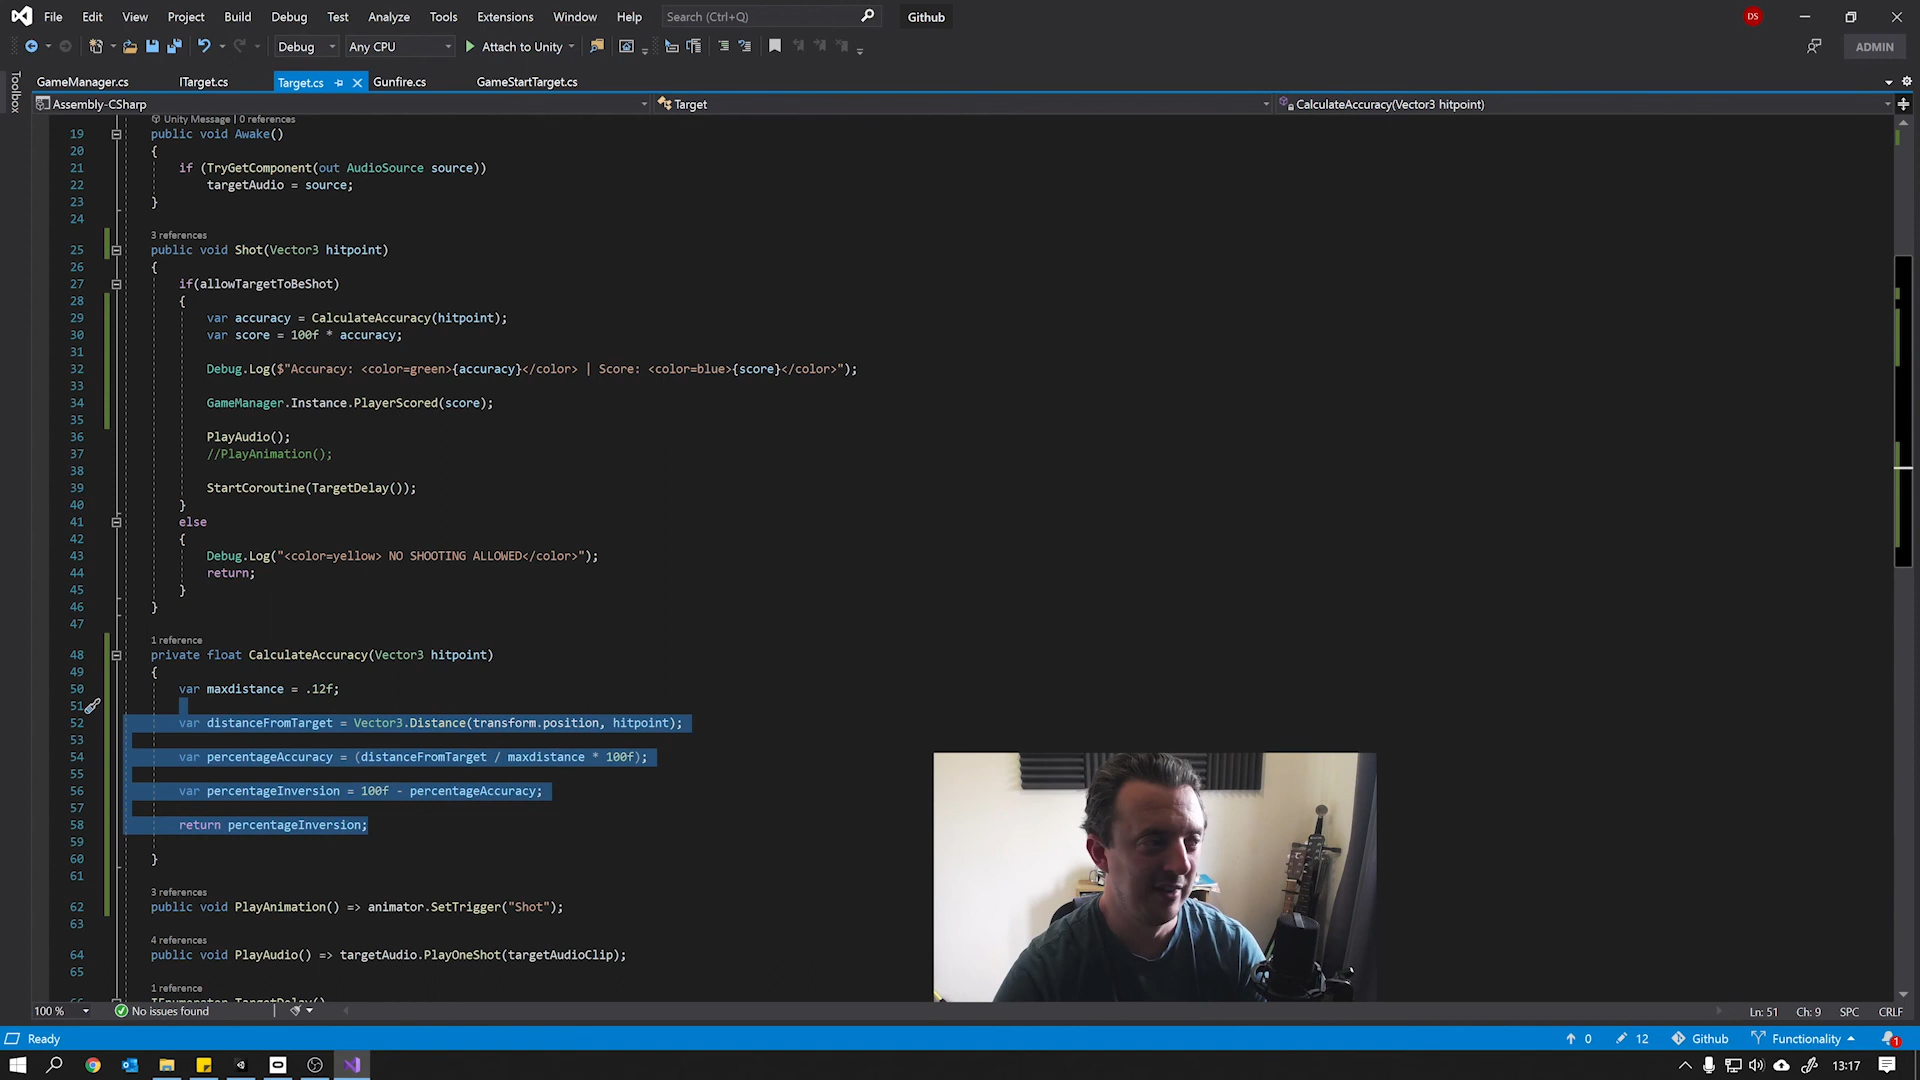 File Edit View Project Build Debug Test Analyze Tools Extensions Window Help Search (Ctrl+Q) Github DS
Debug Any CPU Attach to Unity ADMIN
Toolbox
GameManager.cs ITarget.cs Target.cs Gunfire.cs GameStartTarget.cs
Assembly-CSharp Target CalculateAccuracy(Vector3 hitpoint)
Unity Message | 0 references
19 public void Awake()
20 {
21 if (TryGetComponent(out AudioSource source))
22 targetAudio = source;
23 }
24
3 references
25 public void Shot(Vector3 hitpoint)
26 {
27 if(allowTargetToBeShot)
28 {
29 var accuracy = CalculateAccuracy(hitpoint);
30 var score = 100f * accuracy;
31
32 Debug.Log($"Accuracy: <color=green>{accuracy}</color> | Score: <color=blue>{score}</color>");
33
34 GameManager.Instance.PlayerScored(score);
35
36 PlayAudio();
37 //PlayAnimation();
38
39 StartCoroutine(TargetDelay());
40 }
41 else
42 {
43 Debug.Log("<color=yellow> NO SHOOTING ALLOWED</color>");
44 return;
45 }
46 }
47
1 reference
48 private float CalculateAccuracy(Vector3 hitpoint)
49 {
50 var maxdistance = .12f;
51
52 var distanceFromTarget = Vector3.Distance(transform.position, hitpoint);
53
54 var percentageAccuracy = (distanceFromTarget / maxdistance * 100f);
55
56 var percentageInversion = 100f - percentageAccuracy;
57
58 return percentageInversion;
59
60 }
61
3 references
62 public void PlayAnimation() => animator.SetTrigger("Shot");
63
4 references
64 public void PlayAudio() => targetAudio.PlayOneShot(targetAudioClip);
65
1 reference
66 IEnumerator TargetDelay()
100 % No issues found Ln: 51 Ch: 9 SPC CRLF
Ready 0 12 Github Functionality 1
13:17